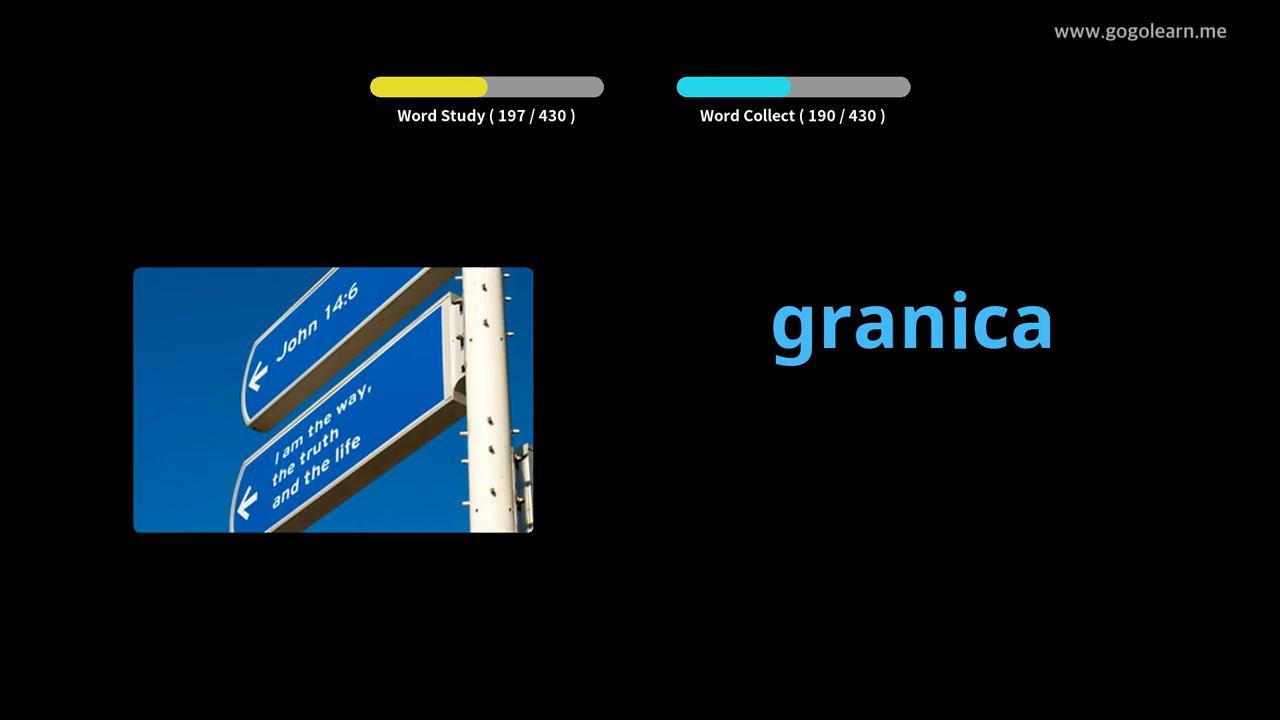 www.gogolearn.me
Word Study ( 197 / 430 )
Word Collect ( 190 / 430 )
John 14:6
I am the way,
the truth
and the life
granica